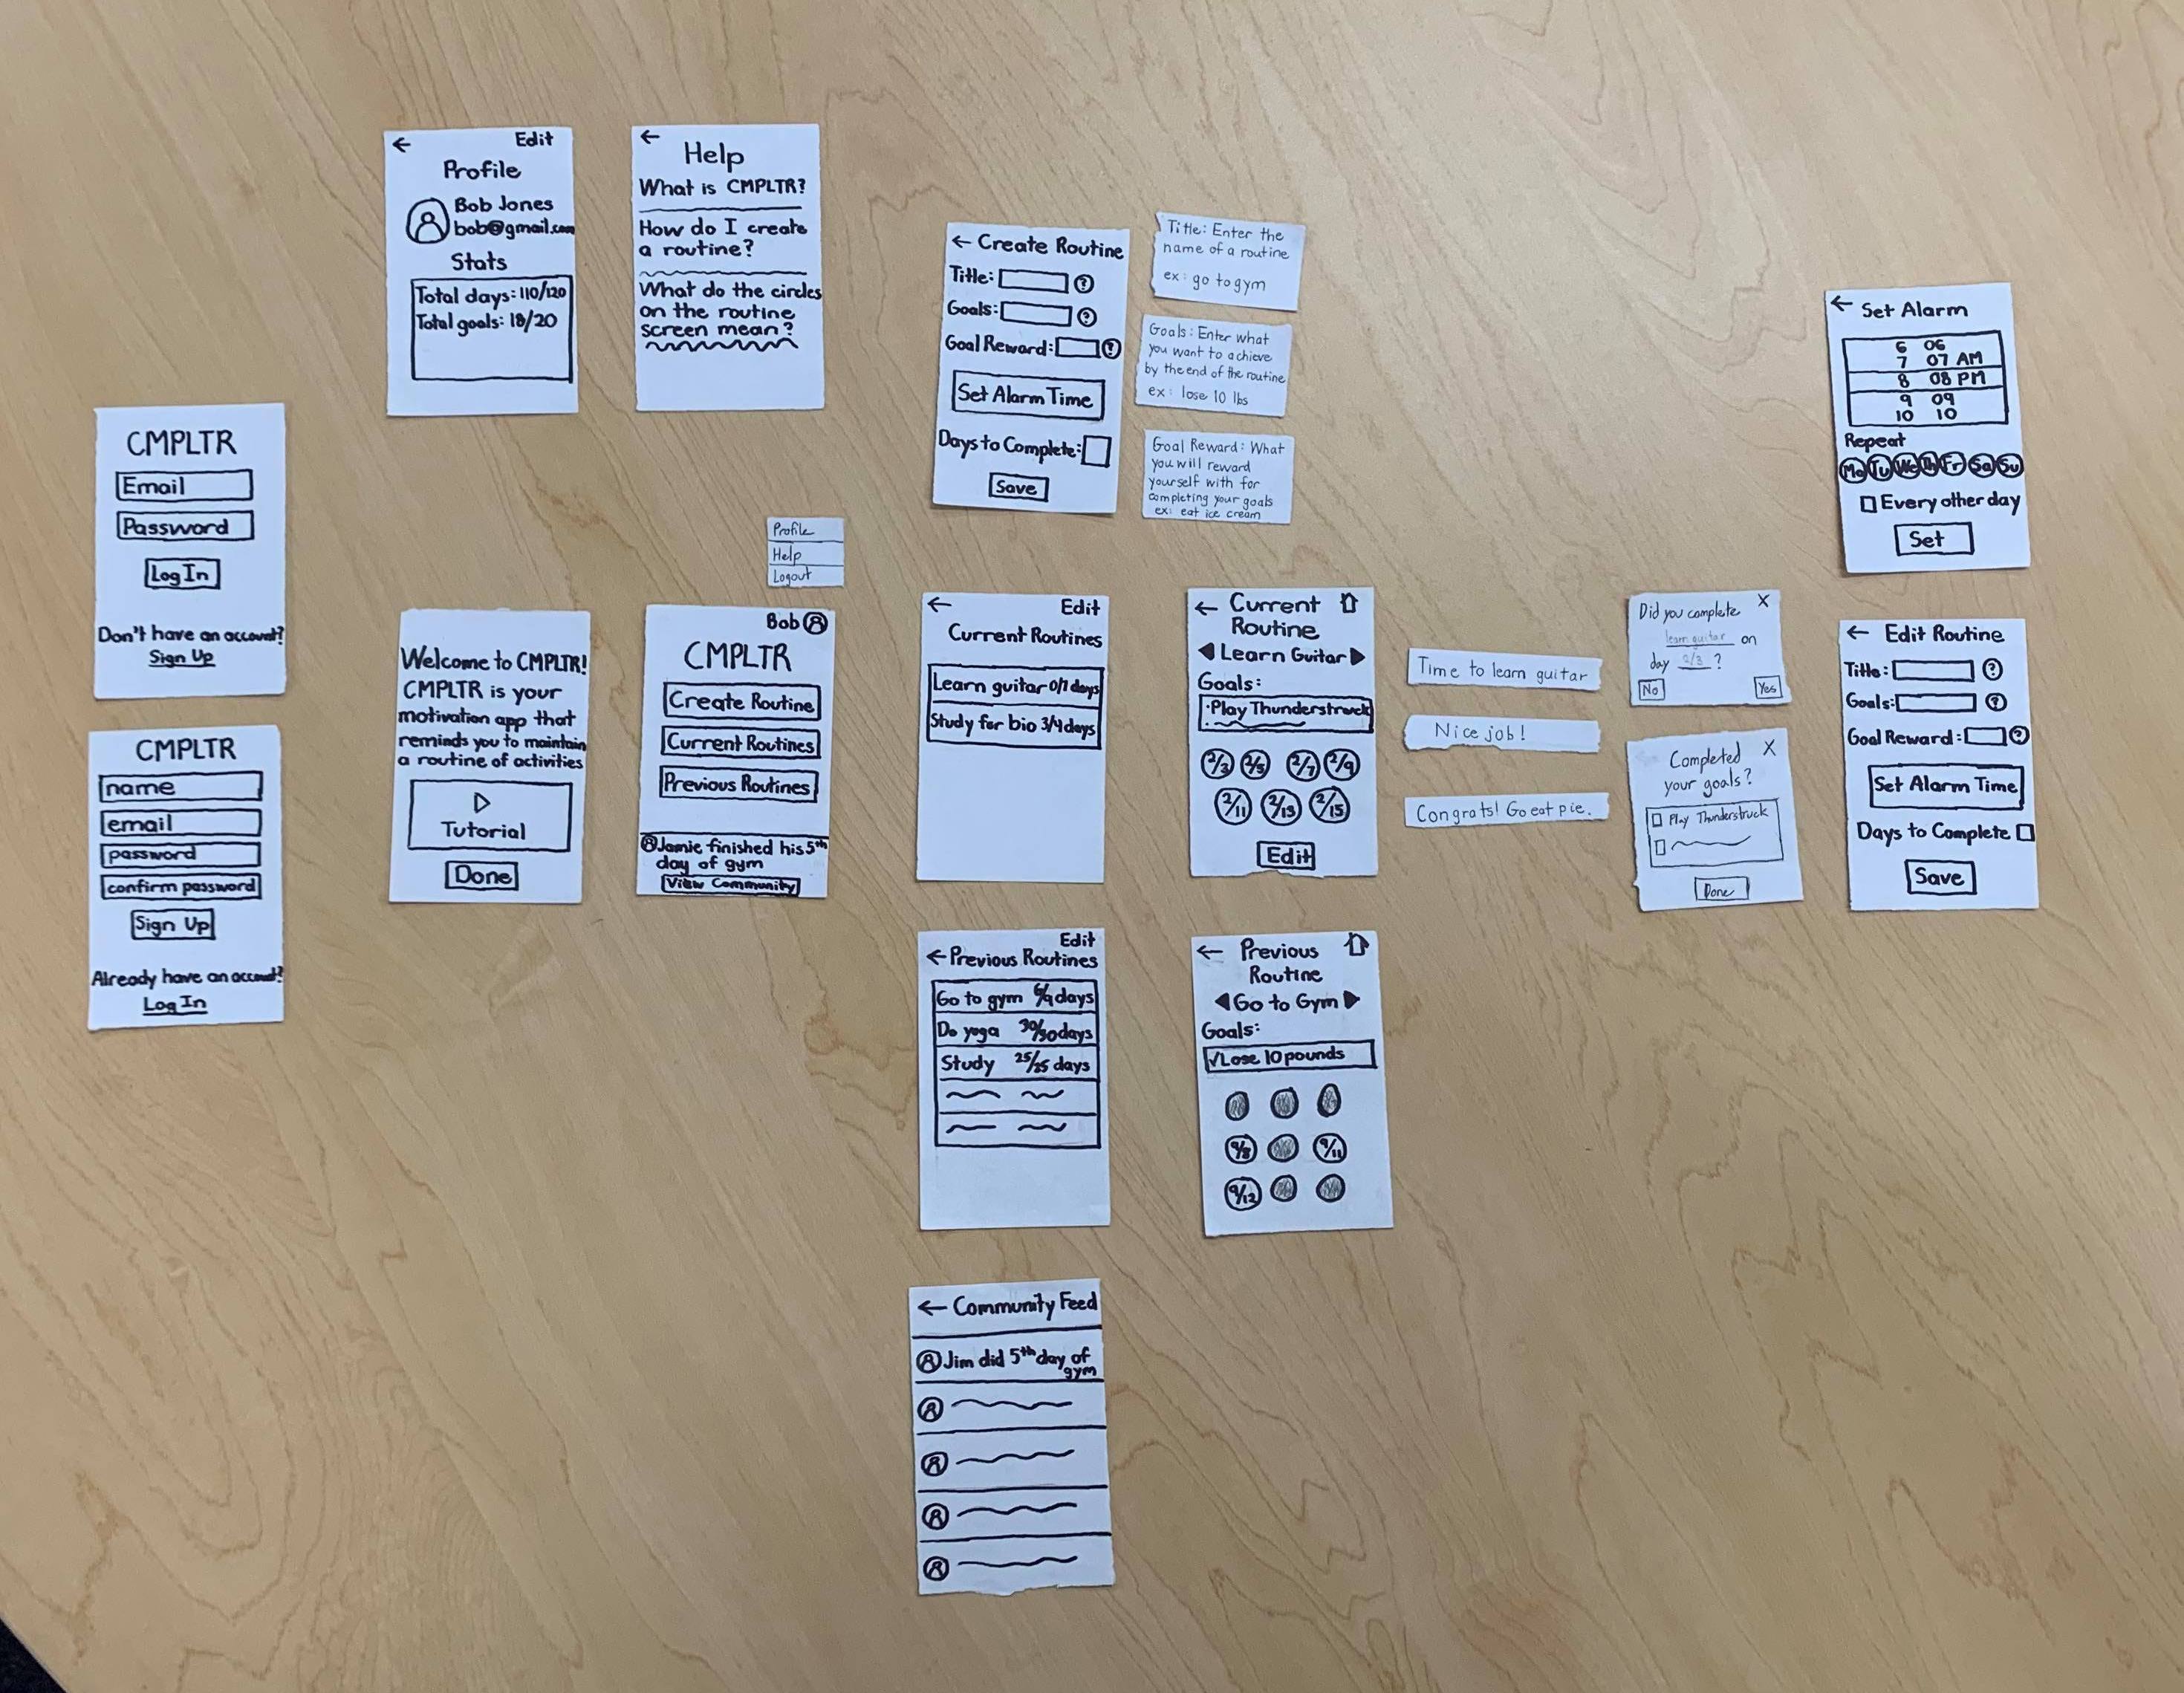 CMPLTR
Email
Password
Log In
Don't have an account?
Sign Up
CMPLTR
name
email
password
confirm password
Sign Up
Already have an account?
Log In
← Edit
Profile
Bob Jones
bob@gmail.com
Stats
Total days: 110/120
Total goals: 18/20
←
Help
What is CMPLTR?
How do I create
a routine?
What do the circles
on the routine
screen mean?
Welcome to CMPLTR!
CMPLTR is your
motivation app that
reminds you to maintain
a routine of activities
Tutorial
Done
Profile
Help
Logout
Bob
CMPLTR
Create Routine
Current Routines
Previous Routines
Jamie finished his 5th
day of gym
View Community
← Create Routine
Title: ?
Goals: ?
Goal Reward: ?
Set Alarm Time
Days to Complete:
Save
Title: Enter the
name of a routine
ex: go to gym
Goals: Enter what
you want to achieve
by the end of the routine
ex: lose 10 lbs
Goal Reward: What
you will reward
yourself with for
completing your goals
ex: eat ice cream
← Edit
Current Routines
Learn guitar 0/7 days
Study for bio 3/4 days
← Current
Routine
Learn Guitar
Goals:
·Play Thunderstruck
2/3 2/5 2/7 2/9
2/11 2/13 2/15
Edit
Time to learn guitar
Nice job!
Congrats! Go eat pie.
Did you complete X
learn guitar on
day 2/3 ?
No Yes
Completed X
your goals?
Play Thunderstruck
Done
← Set Alarm
6 06
7 07 AM
8 08 PM
9 09
10 10
Repeat
Mo Tu We Th Fr Sa Su
Every other day
Set
← Edit Routine
Title: ?
Goals: ?
Goal Reward: ?
Set Alarm Time
Days to Complete
Save
Edit
← Previous Routines
Go to gym 6/9 days
Do yoga 30/30 days
Study 25/25 days
← Previous
Routine
Go to Gym
Goals:
✓Lose 10 pounds
9/8 9/11
9/12
← Community Feed
Jim did 5th day of
gym